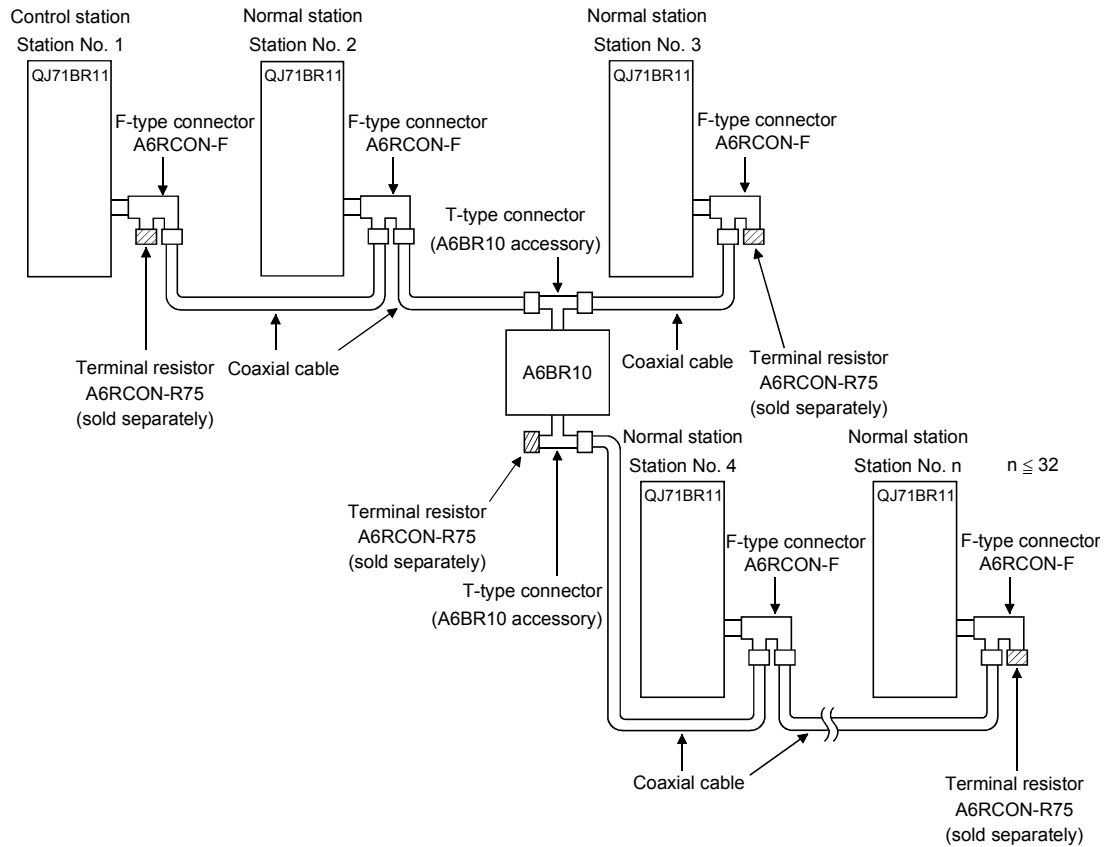 Control station
Station No. 1
QJ71BR11
F-type connector
A6RCON-F
Normal station
Station No. 2
QJ71BR11
F-type connector
A6RCON-F
T-type connector
(A6BR10 accessory)
Normal station
Station No. 3
QJ71BR11
F-type connector
A6RCON-F
Terminal resistor
A6RCON-R75
(sold separately)
Coaxial cable
A6BR10
Coaxial cable
Terminal resistor
A6RCON-R75
(sold separately)
Terminal resistor
A6RCON-R75
(sold separately)
T-type connector
(A6BR10 accessory)
Normal station
Station No. 4
QJ71BR11
F-type connector
A6RCON-F
Normal station
Station No. n
n ≦ 32
QJ71BR11
F-type connector
A6RCON-F
Coaxial cable
Terminal resistor
A6RCON-R75
(sold separately)